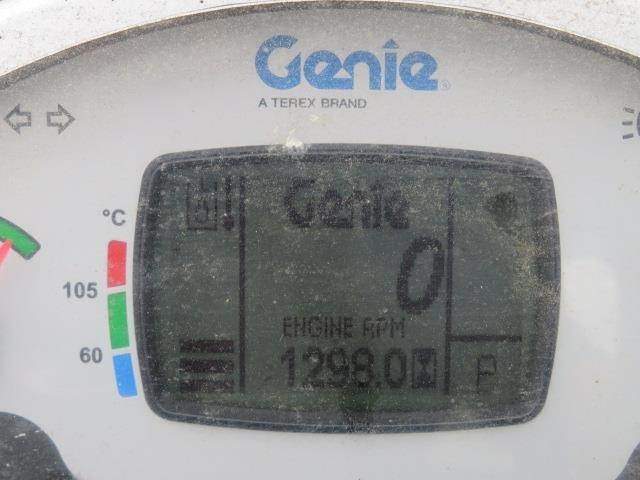 Genie®
A TEREX BRAND
°C
105
60
Genie
0
ENGINE RPM
1298.0
P